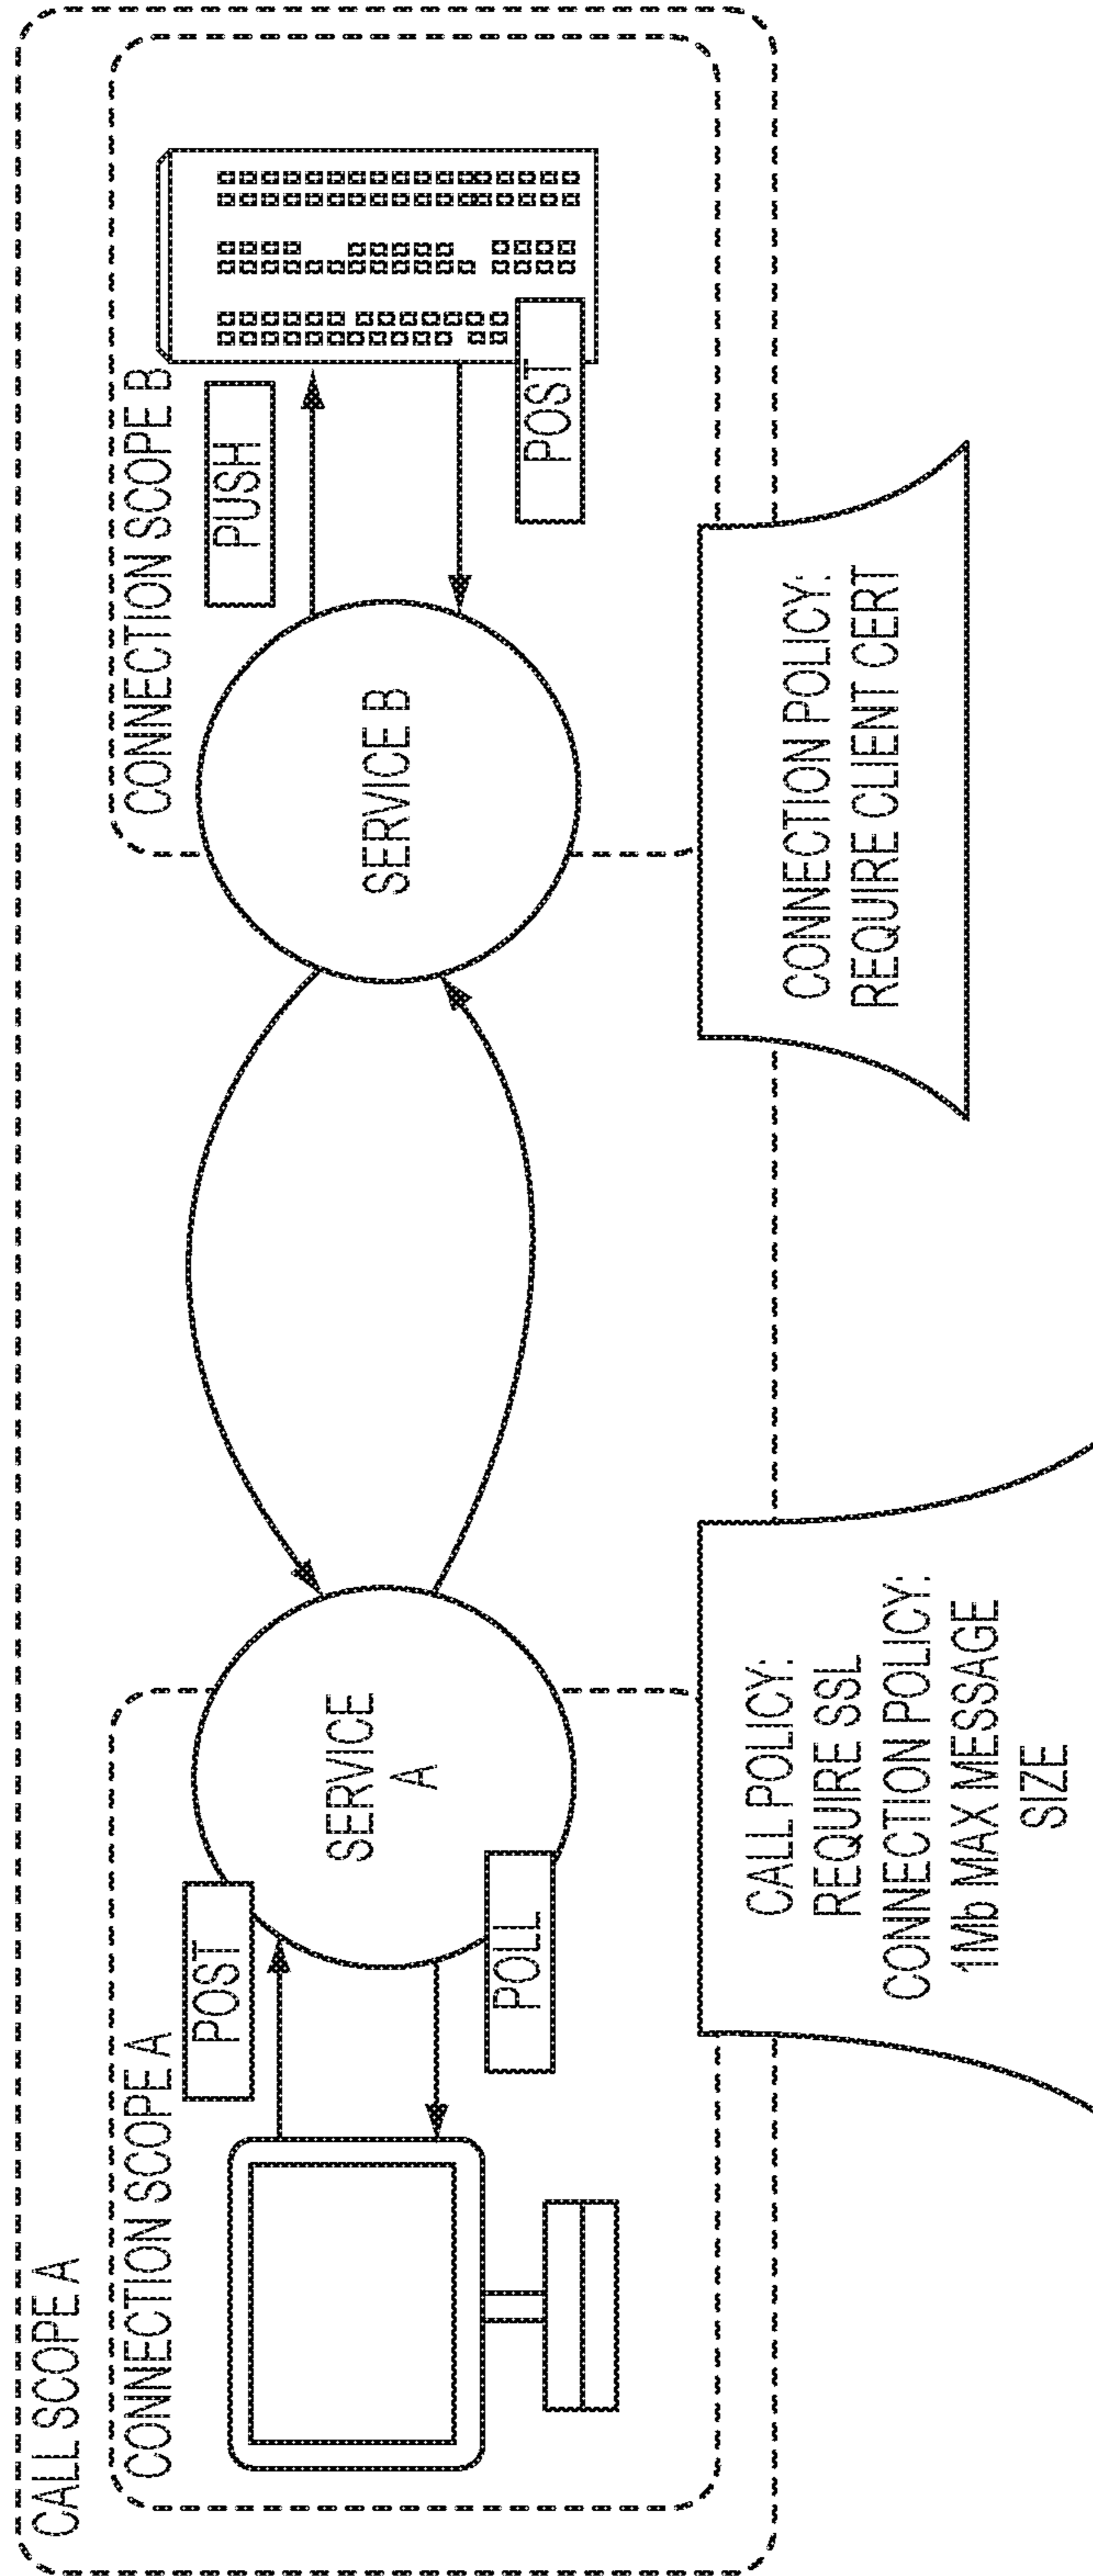 CALL SCOPE A
CONNECTION SCOPE A
POST
SERVICE
A
POLL
CONNECTION SCOPE B
PUSH
SERVICE B
POST
CALL POLICY:
REQUIRE SSL
CONNECTION POLICY:
1Mb MAX MESSAGE
SIZE
CONNECTION POLICY:
REQUIRE CLIENT CERT